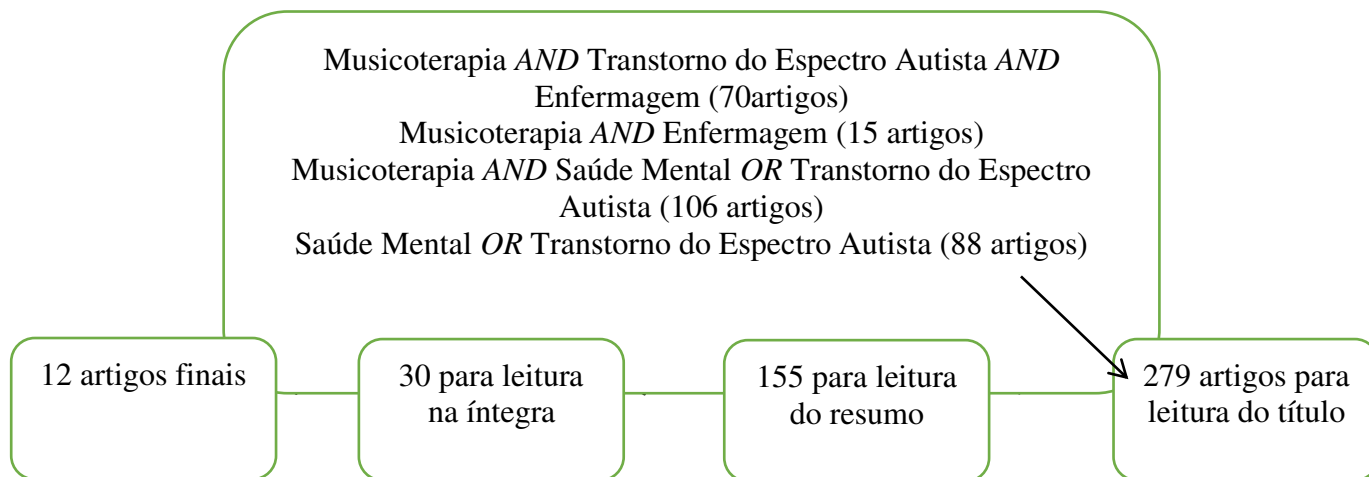 Musicoterapia AND Transtorno do Espectro Autista AND
Enfermagem (70artigos)
Musicoterapia AND Enfermagem (15 artigos)
Musicoterapia AND Saúde Mental OR Transtorno do Espectro
Autista (106 artigos)
Saúde Mental OR Transtorno do Espectro Autista (88 artigos)
12 artigos finais
30 para leitura
na íntegra
155 para leitura
do resumo
279 artigos para
leitura do título